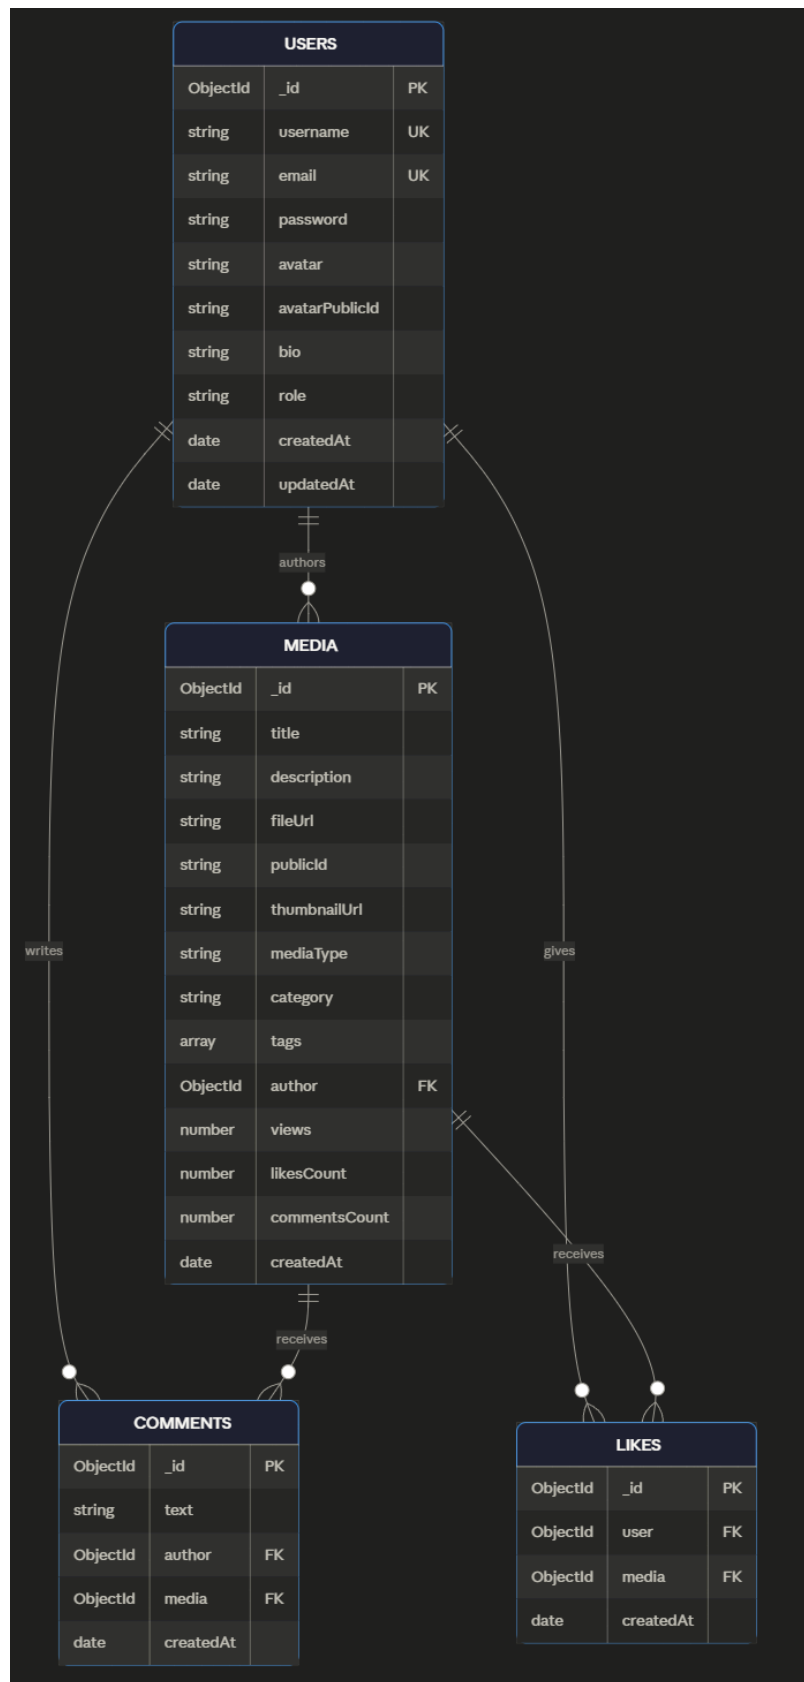 USERS
ObjectId _id PK
string username UK
string email UK
string password
string avatar
string avatarPublicId
string bio
string role
date createdAt
date updatedAt
authors
MEDIA
ObjectId _id PK
string title
string description
string fileUrl
string publicId
string thumbnailUrl
string mediaType
string category
array tags
ObjectId author FK
number views
number likesCount
number commentsCount
date createdAt
writes
gives
receives
receives
COMMENTS
ObjectId _id PK
string text
ObjectId author FK
ObjectId media FK
date createdAt
LIKES
ObjectId _id PK
ObjectId user FK
ObjectId media FK
date createdAt